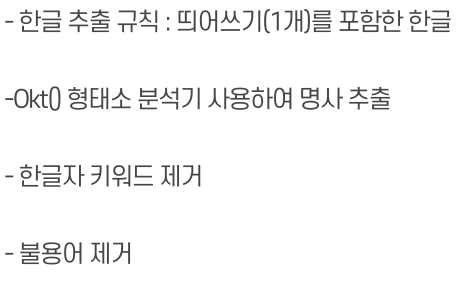 - 한글 추출 규칙 : 띄어쓰기(1개)를 포함한 한글
-Okt() 형태소 분석기 사용하여 명사 추출
- 한글자 키워드 제거
- 불용어 제거